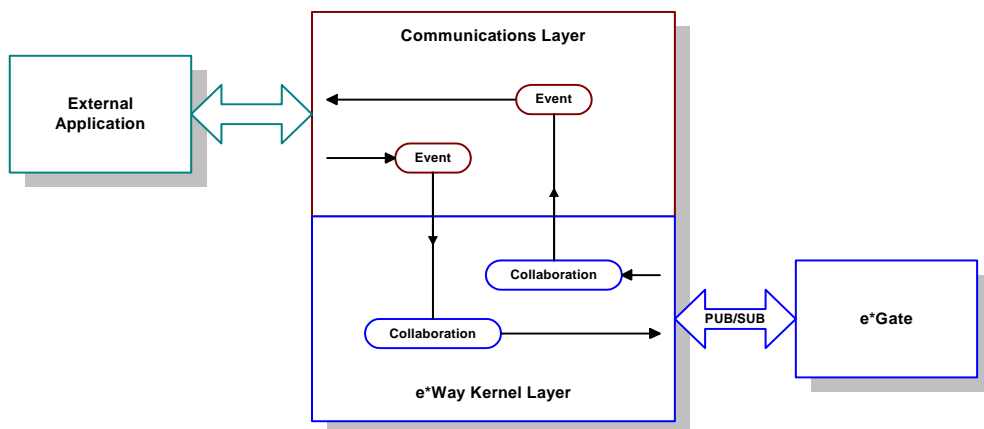 Communications Layer
External
Application
Event
Event
Collaboration
Collaboration
PUB/SUB
e*Gate
e*Way Kernel Layer